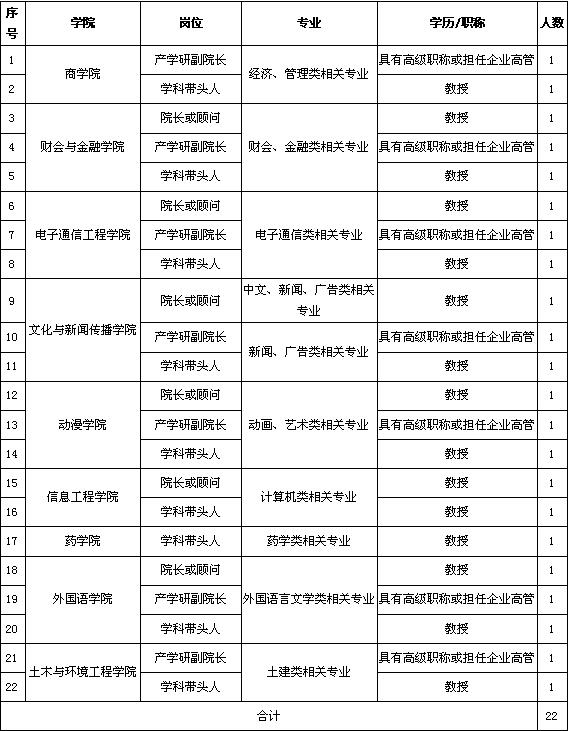 序号 学院 岗位 专业 学历/职称 人数
1 商学院 产学研副院长 经济、管理类相关专业 具有高级职称或担任企业高管 1
2 学科带头人 教授 1
3 财会与金融学院 院长或顾问 财会、金融类相关专业 教授 1
4 产学研副院长 具有高级职称或担任企业高管 1
5 学科带头人 教授 1
6 电子通信工程学院 院长或顾问 电子通信类相关专业 教授 1
7 产学研副院长 具有高级职称或担任企业高管 1
8 学科带头人 教授 1
9 文化与新闻传播学院 院长或顾问 中文、新闻、广告类相关专业 教授 1
10 产学研副院长 新闻、广告类相关专业 具有高级职称或担任企业高管 1
11 学科带头人 教授 1
12 动漫学院 院长或顾问 动画、艺术类相关专业 教授 1
13 产学研副院长 具有高级职称或担任企业高管 1
14 学科带头人 教授 1
15 信息工程学院 院长或顾问 计算机类相关专业 教授 1
16 学科带头人 教授 1
17 药学院 学科带头人 药学类相关专业 教授 1
18 外国语学院 院长或顾问 外国语言文学类相关专业 教授 1
19 产学研副院长 具有高级职称或担任企业高管 1
20 学科带头人 教授 1
21 土木与环境工程学院 产学研副院长 土建类相关专业 具有高级职称或担任企业高管 1
22 学科带头人 教授 1
合计 22